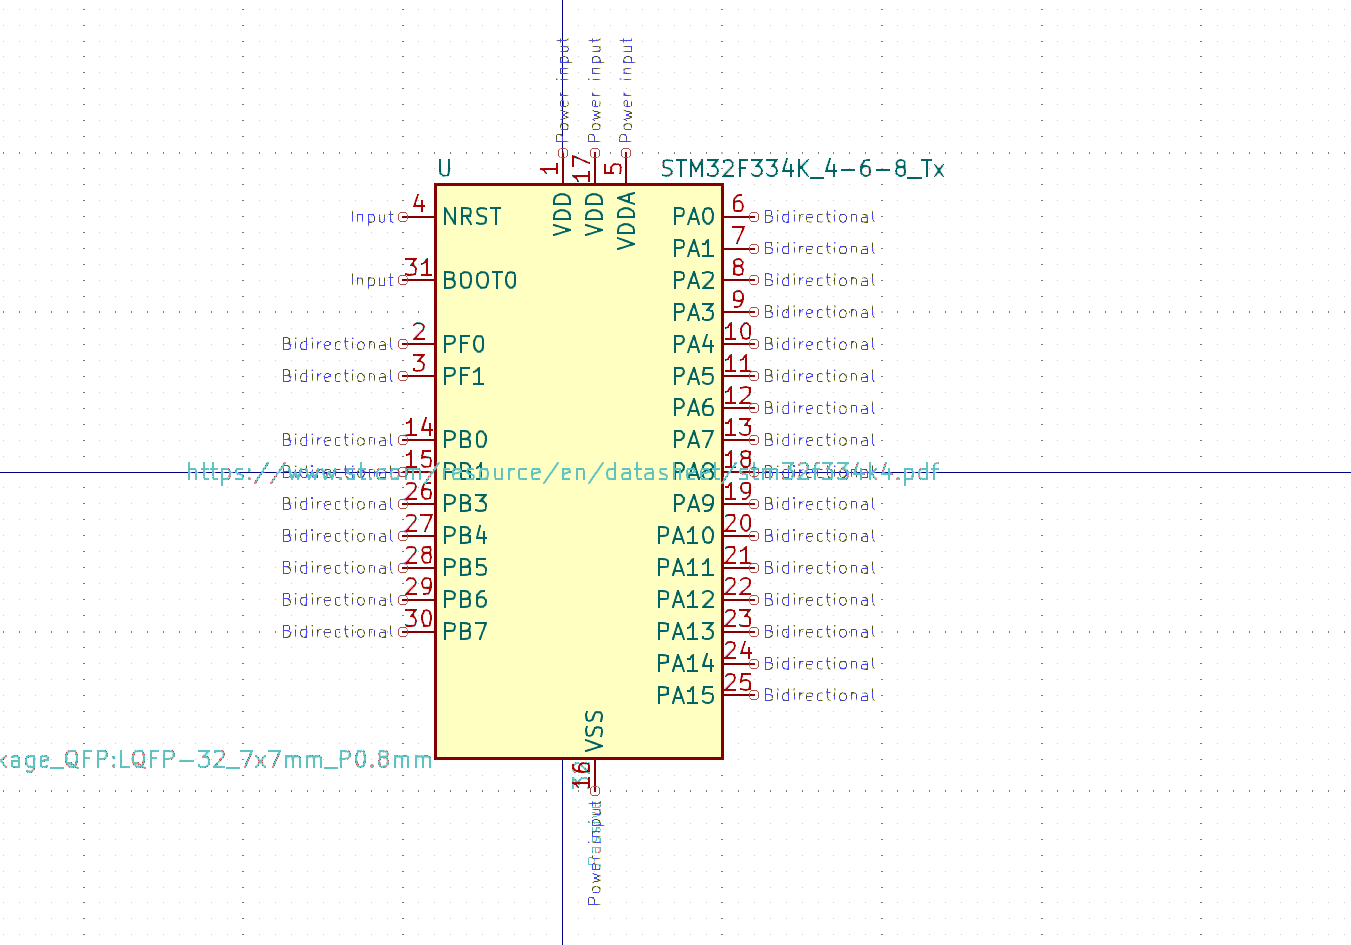 Power input Power input Power input
1 17 5
U STM32F334K_4-6-8_Tx
VDD VDD VDDA
Input 4 NRST PA0 6 Bidirectional
PA1 7 Bidirectional
Input 31 BOOT0 PA2 8 Bidirectional
PA3 9 Bidirectional
Bidirectional 2 PF0 PA4 10 Bidirectional
Bidirectional 3 PF1 PA5 11 Bidirectional
PA6 12 Bidirectional
Bidirectional 14 PB0 PA7 13 Bidirectional
Bidirectional 15 PB1 PA8 18 Bidirectional
https://www.st.com/resource/en/datasheet/stm32f334k4.pdf
Bidirectional 26 PB3 PA9 19 Bidirectional
Bidirectional 27 PB4 PA10 20 Bidirectional
Bidirectional 28 PB5 PA11 21 Bidirectional
Bidirectional 29 PB6 PA12 22 Bidirectional
Bidirectional 30 PB7 PA13 23 Bidirectional
PA14 24 Bidirectional
PA15 25 Bidirectional
VSS
kage_QFP:LQFP-32_7x7mm_P0.8mm
16
32
Power input
Passive